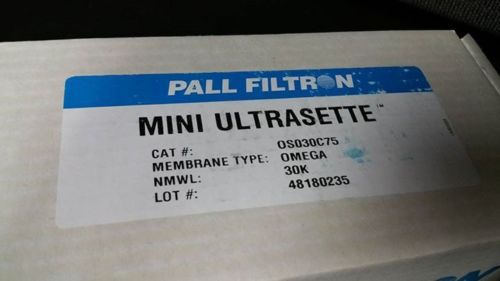 PALL FILTRON
MINI ULTRASETTE™
CAT #: OS030C75
MEMBRANE TYPE: OMEGA
NMWL: 30K
LOT #: 48180235